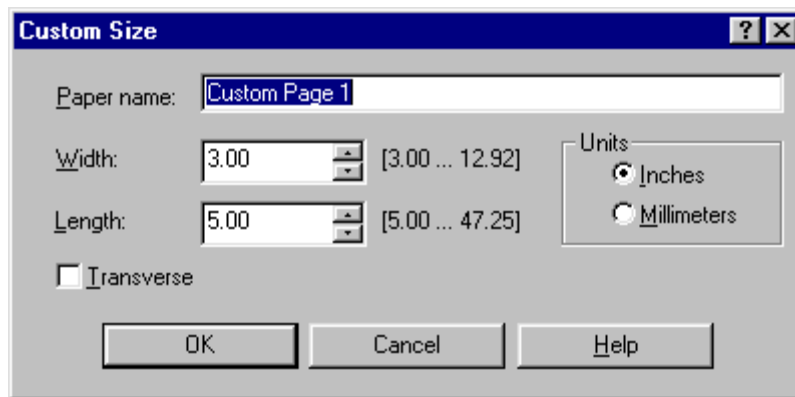 Custom Size
Paper name: Custom Page 1
Width: 3.00 [3.00 ... 12.92]
Units
Inches
Length: 5.00 [5.00 ... 47.25]
Millimeters
Transverse
OK Cancel Help